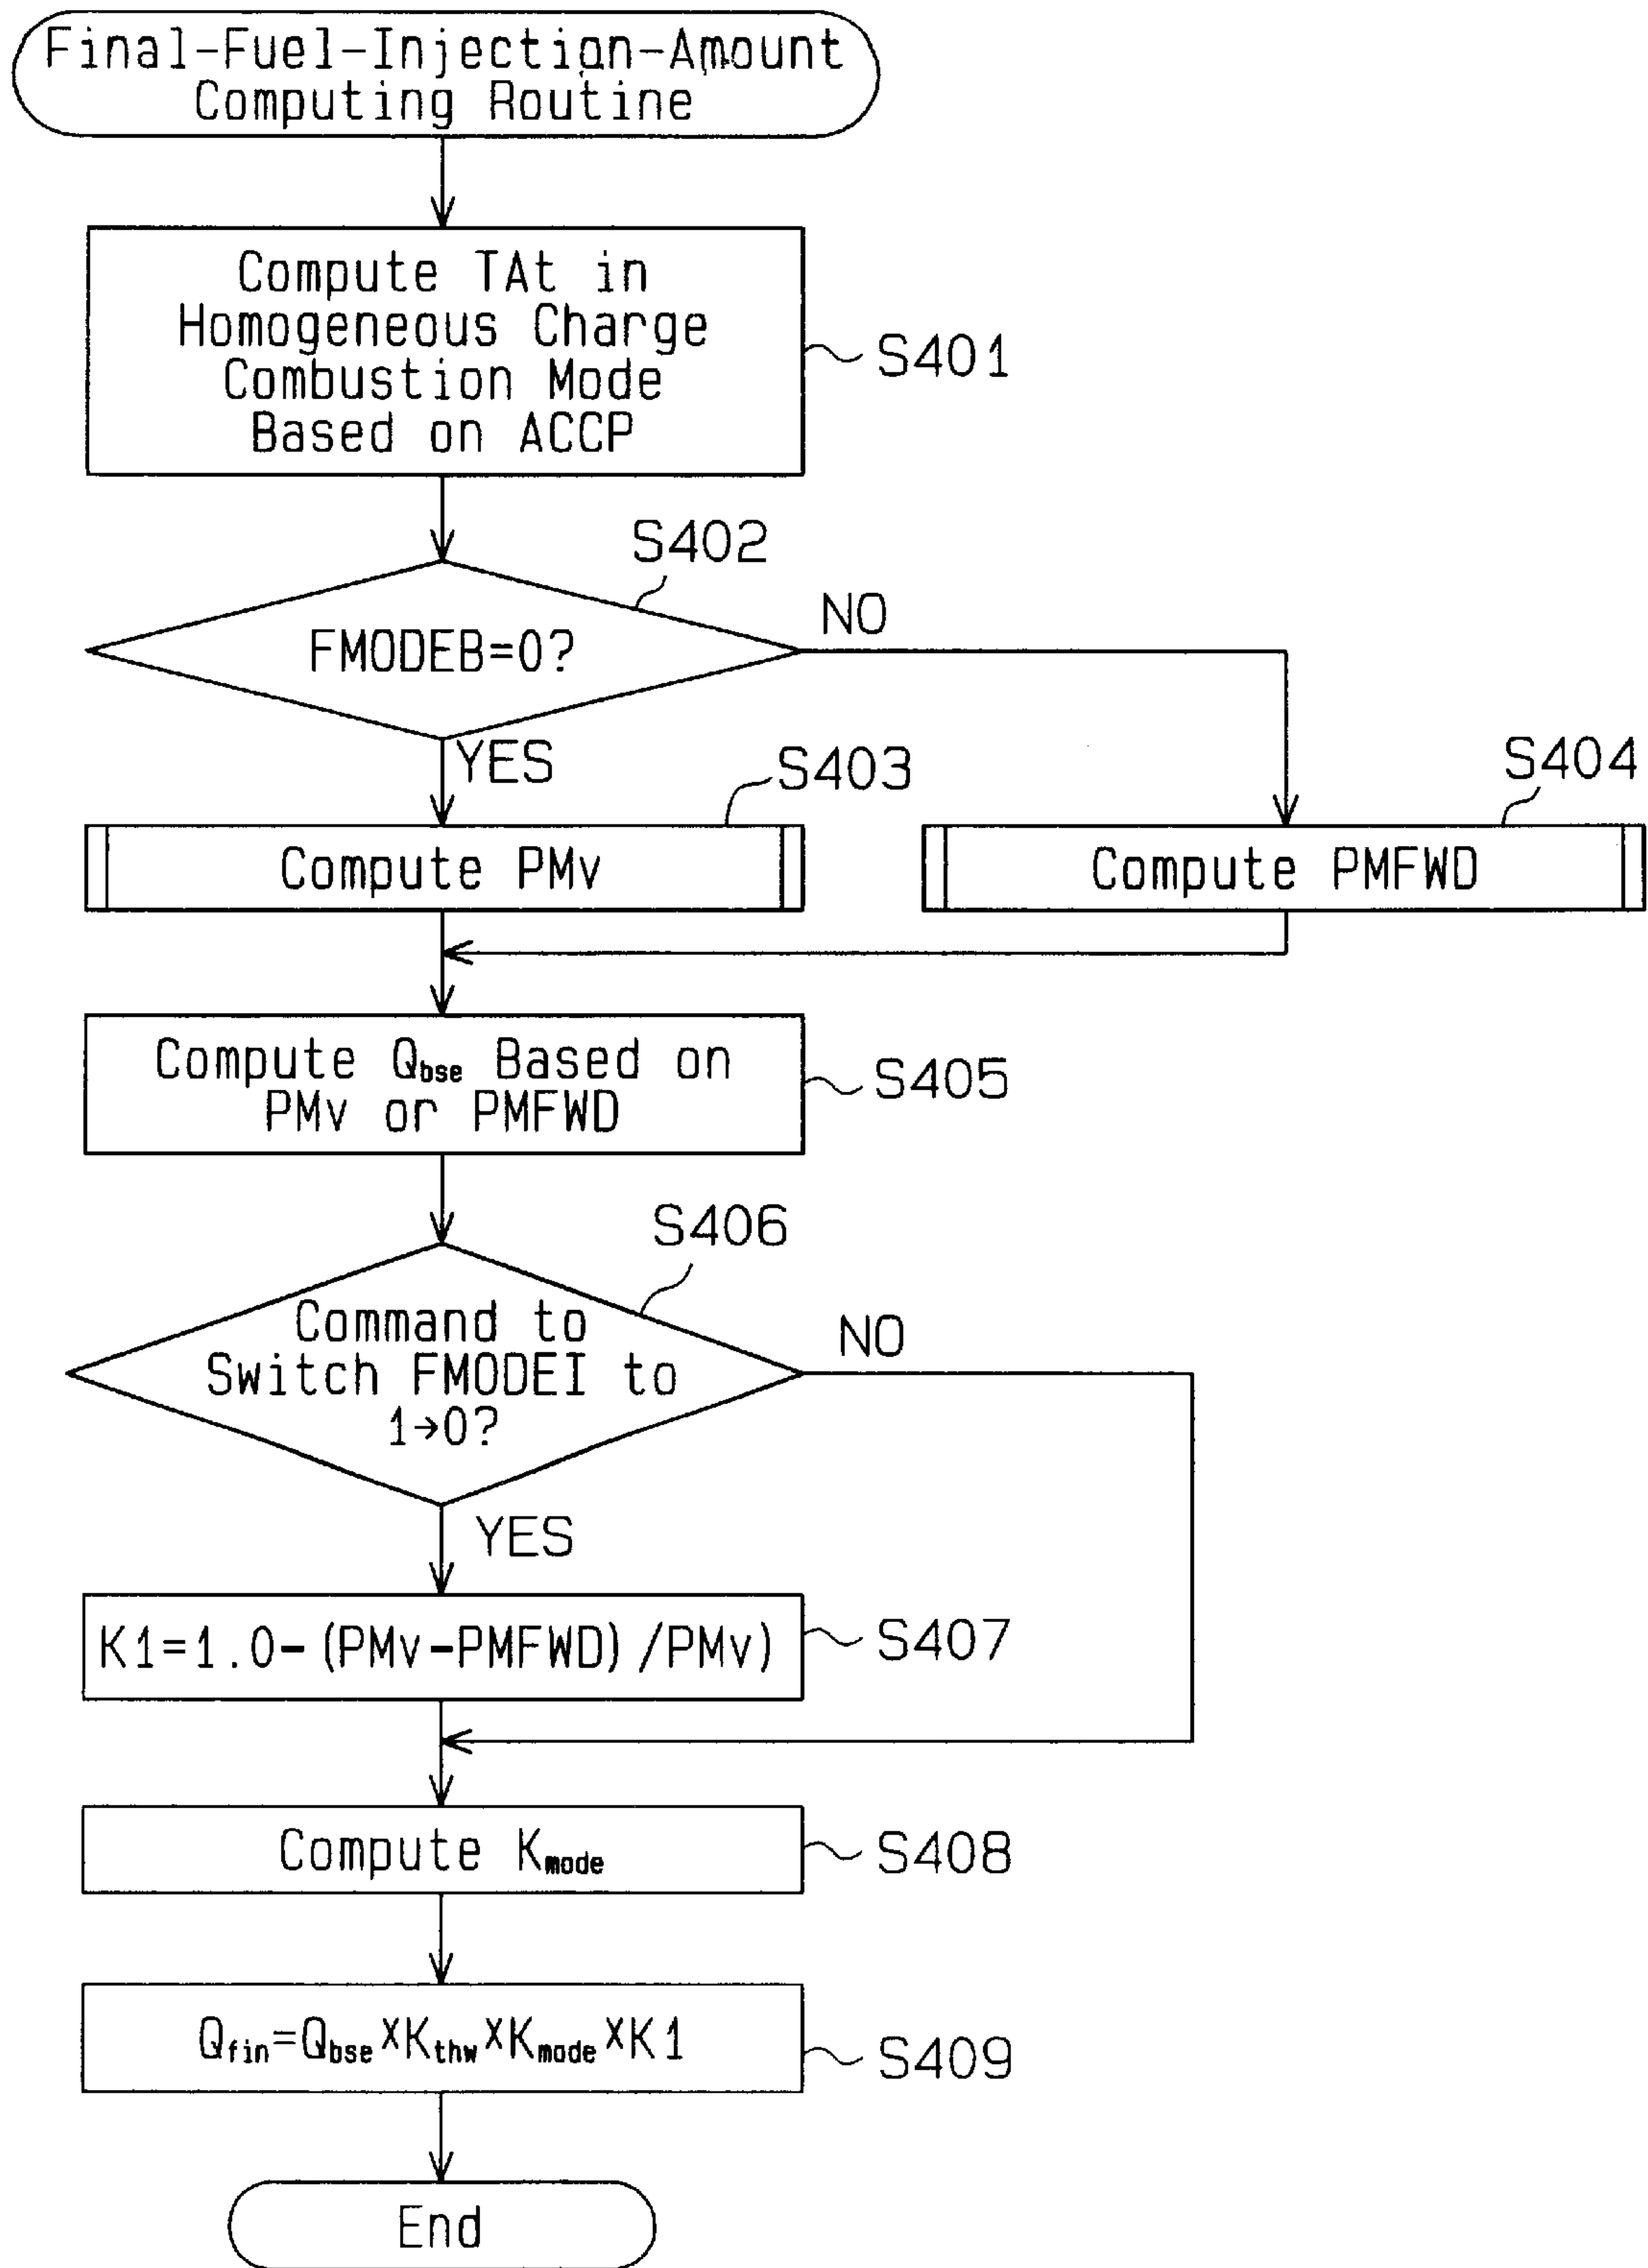 Final-Fuel-Injection-Amount
Computing Routine
Compute TAt in
Homogeneous Charge
Combustion Mode
Based on ACCP
S401
S402
FMODEB=0?
NO
YES
S403
S404
Compute PMv
Compute PMFWD
Compute Qbse Based on
PMv or PMFWD
S405
S406
Command to
Switch FMODEI to
1→0?
NO
YES
K1=1.0-(PMv-PMFWD)/PMv)
S407
Compute Kmode
S408
Qfin=Qbse×Kthw×Kmode×K1
S409
End